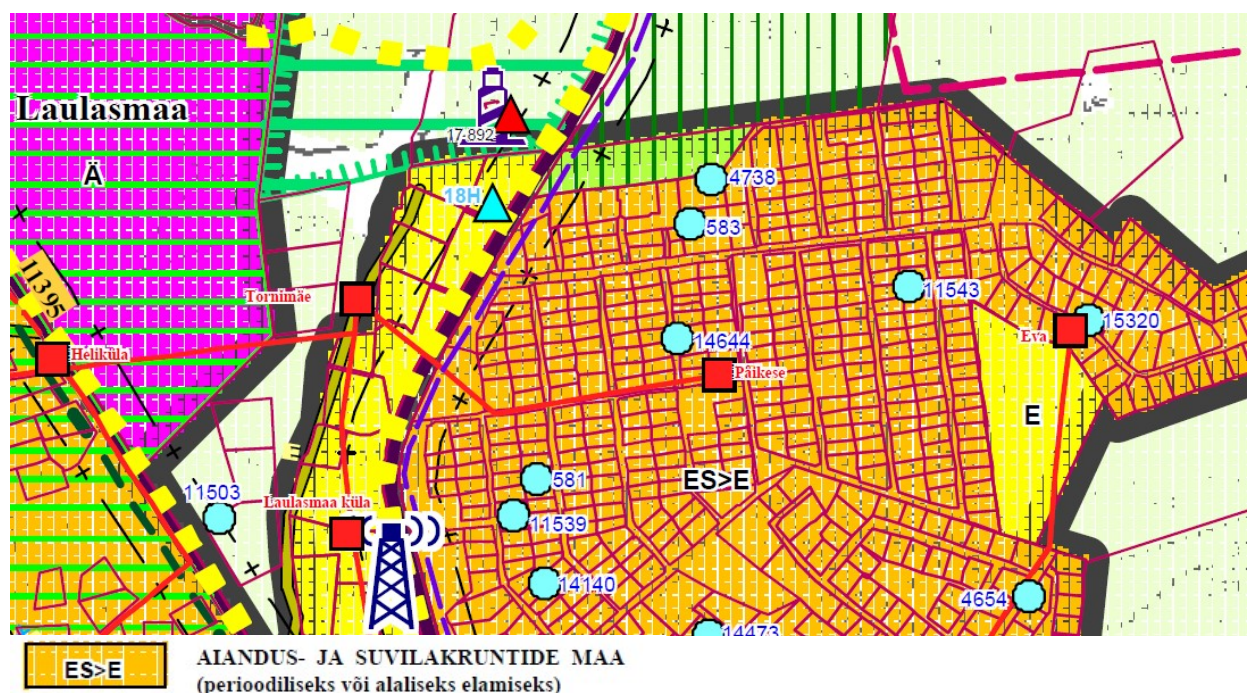 Laulasmaa
17-892
Ä
18H
4738
583
11395
Tornimäe
11543
15320
Heliküla
14644
Eva
Päikese
E
581
ES>E
11503
Laulasmaa küla
11539
14140
4654
14473
ES>E
AIANDUS- JA SUVILAKRUNTIDE MAA
(perioodiliseks või alaliseks elamiseks)